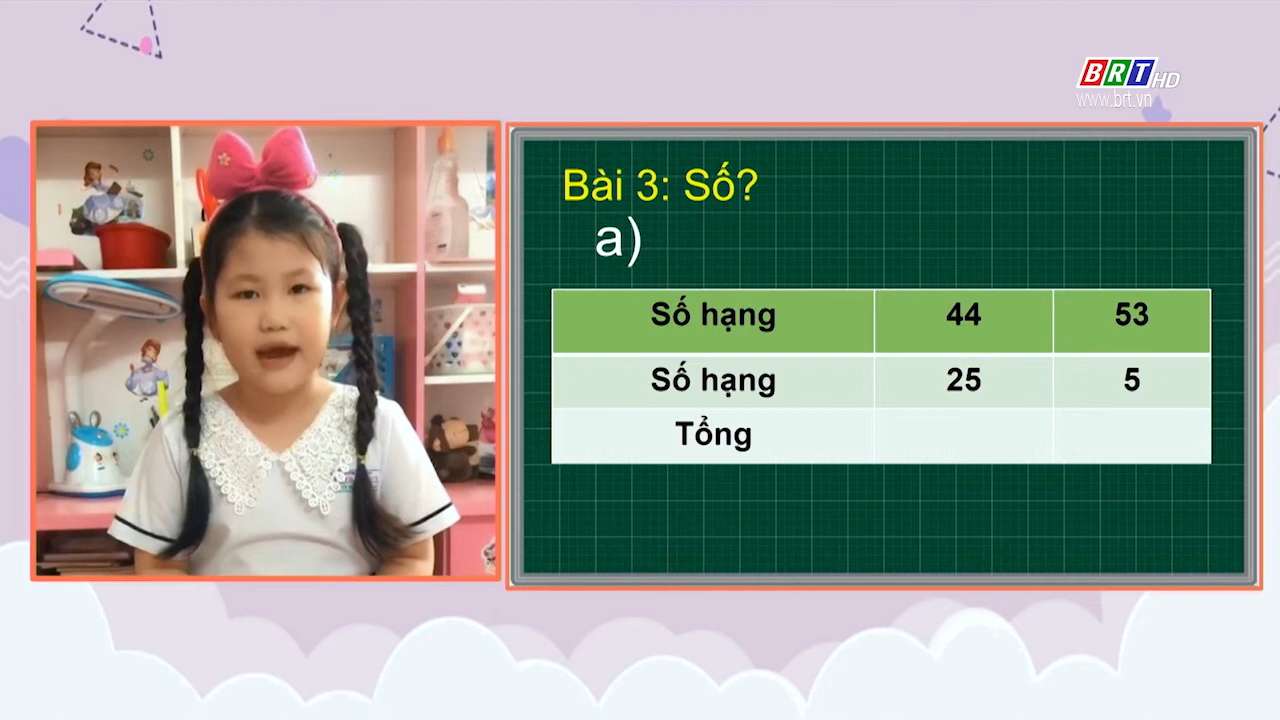 BRT HD
www.brt.vn
Bài 3: Số?
a)
Số hạng 44 53
Số hạng 25 5
Tổng